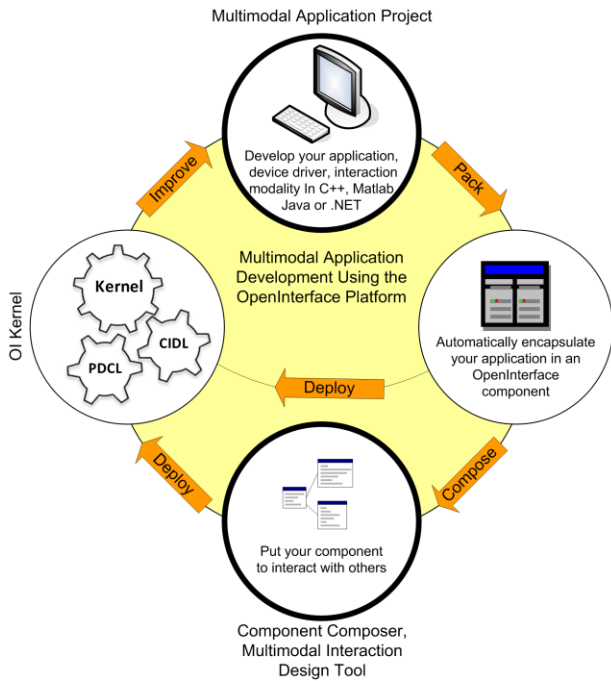 Multimodal Application Project
Develop your application,
device driver, interaction
modality In C++, Matlab
Java or .NET
Improve
Pack
Multimodal Application
Development Using the
OpenInterface Platform
OI Kernel
Kernel
CIDL
PDCL
Automatically encapsulate
your application in an
OpenInterface
component
Deploy
Deploy
Compose
Put your component
to interact with others
Component Composer,
Multimodal Interaction
Design Tool